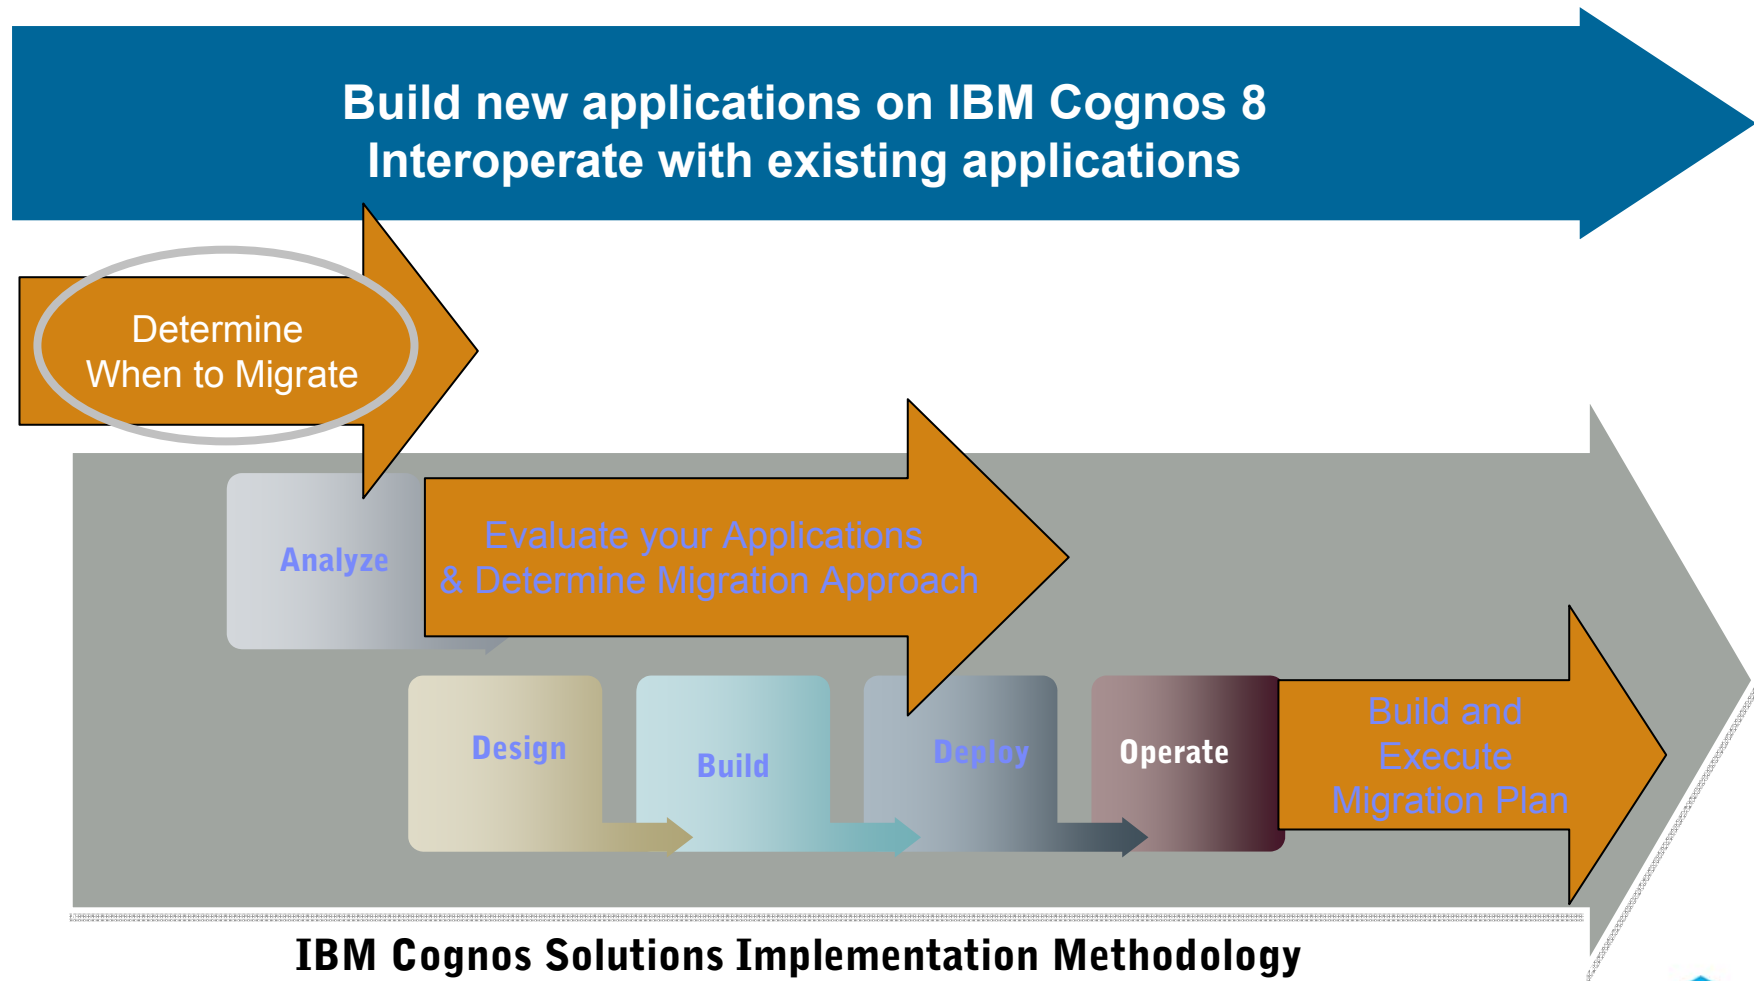 Build new applications on IBM Cognos 8
Interoperate with existing applications
Determine
When to Migrate
Analyze
Evaluate your Applications
& Determine Migration Approach
Design
Build
Deploy
Operate
Build and
Execute
Migration Plan
IBM Cognos Solutions Implementation Methodology